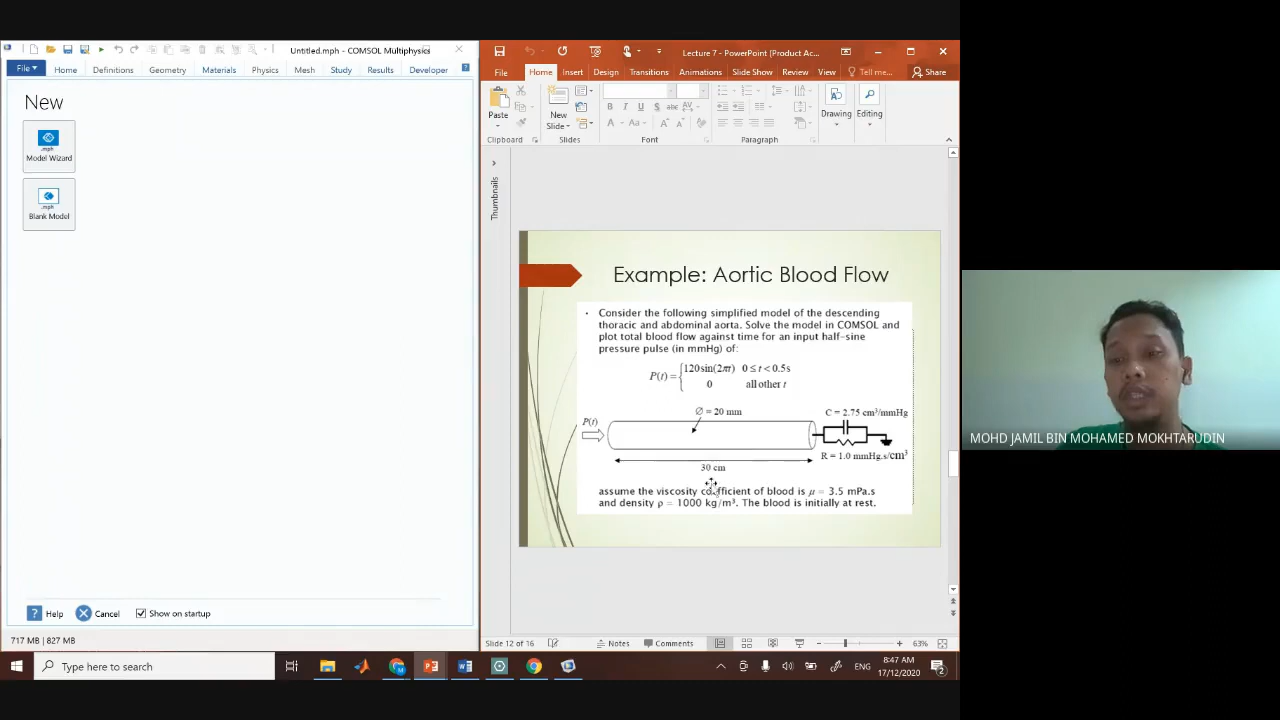 Untitled.mph - COMSOL Multiphysics
File
Home
Definitions
Geometry
Materials
Physics
Mesh
Study
Results
Developer
New
.mph
Model Wizard
.mph
Blank Model
Help
Cancel
Show on startup
717 MB | 827 MB
Lecture 7 - PowerPoint (Product Ac...
File
Home
Insert
Design
Transitions
Animations
Slide Show
Review
View
Tell me...
Share
Paste
New
Slide
Drawing
Editing
Clipboard
Slides
Font
Paragraph
Thumbnails
Example: Aortic Blood Flow
Consider the following simplified model of the descending
thoracic and abdominal aorta. Solve the model in COMSOL and
plot total blood flow against time for an input half-sine
pressure pulse (in mmHg) of:
P(t) = { 120sin(2πt) 0 ≤ t < 0.5s
0 all other t
Ø = 20 mm
C = 2.75 cm³/mmHg
P(t)
R = 1.0 mmHg.s/cm³
30 cm
assume the viscosity coefficient of blood is μ = 3.5 mPa.s
and density ρ = 1000 kg/m³. The blood is initially at rest.
Slide 12 of 16
Notes
Comments
63%
MOHD JAMIL BIN MOHAMED MOKHTARUDIN
Type here to search
ENG
8:47 AM
17/12/2020
2